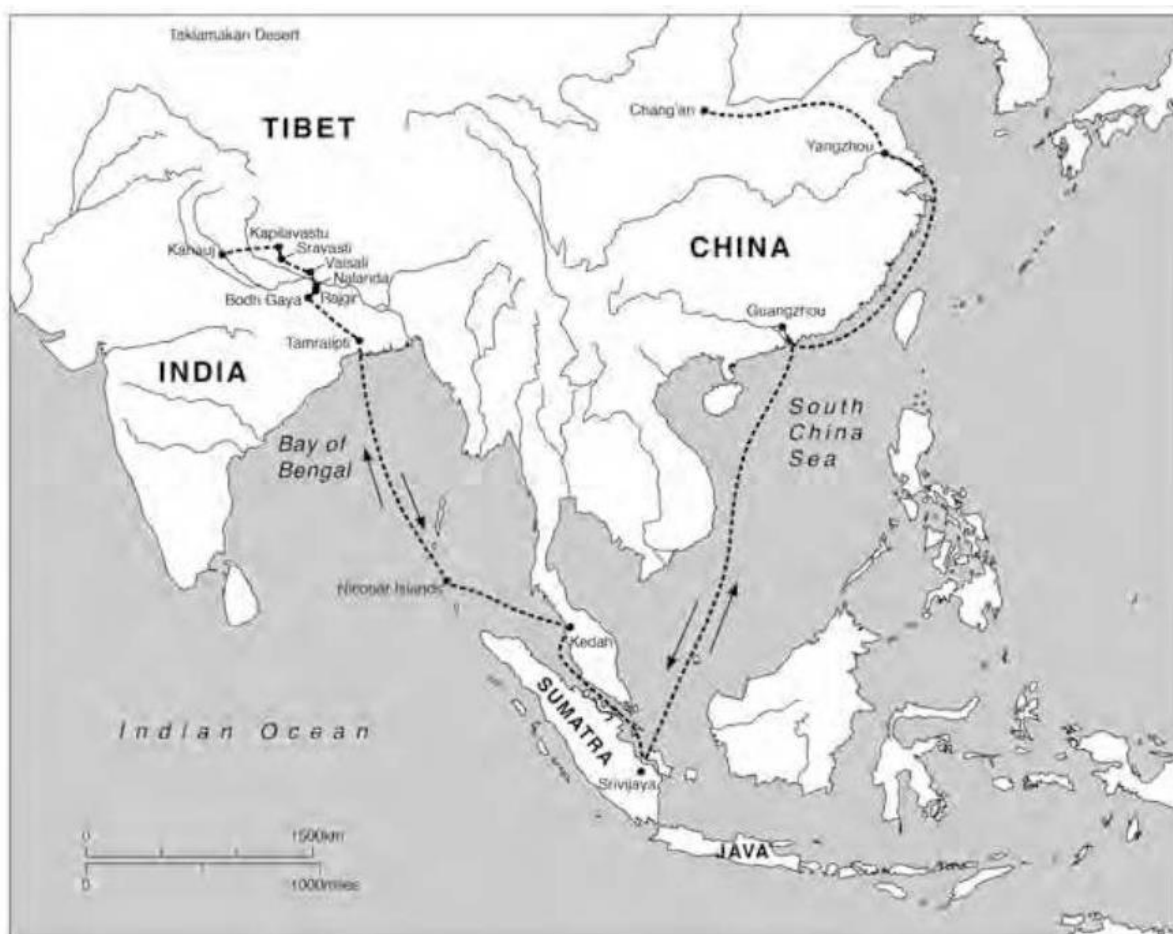 Taklamakan Desert
TIBET
Chang'an
Yangzhou
Kapilavastu
Kanauj
Sravasti
Vaisali
Nalanda
Bodh Gaya
Rajgir
CHINA
Guangzhou
Tamralipti
INDIA
South
China
Sea
Bay of
Bengal
Nicobar Islands
Kedah
SUMATRA
Indian Ocean
Srivijaya
0
1500km
JAVA
0
1000miles